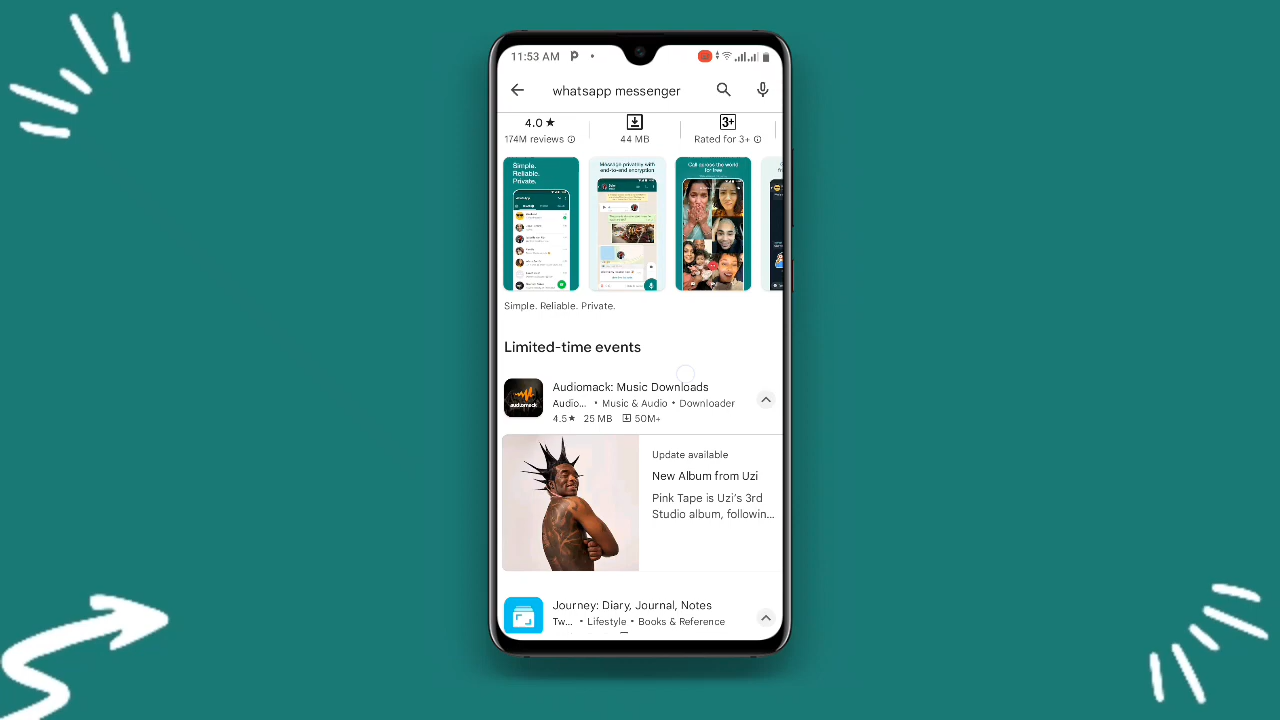 11:53 AM
whatsapp messenger
4.0 ★
174M reviews
44 MB
3+
Rated for 3+
Simple.
Reliable.
Private.
Message privately with
end-to-end encryption
Call across the world
for free
Simple. Reliable. Private.
Limited-time events
Audiomack: Music Downloads
Audio... • Music & Audio • Downloader
4.5★ 25 MB 50M+
audiomack
Update available
New Album from Uzi
Pink Tape is Uzi's 3rd
Studio album, followin...
Journey: Diary, Journal, Notes
Tw... • Lifestyle • Books & Reference